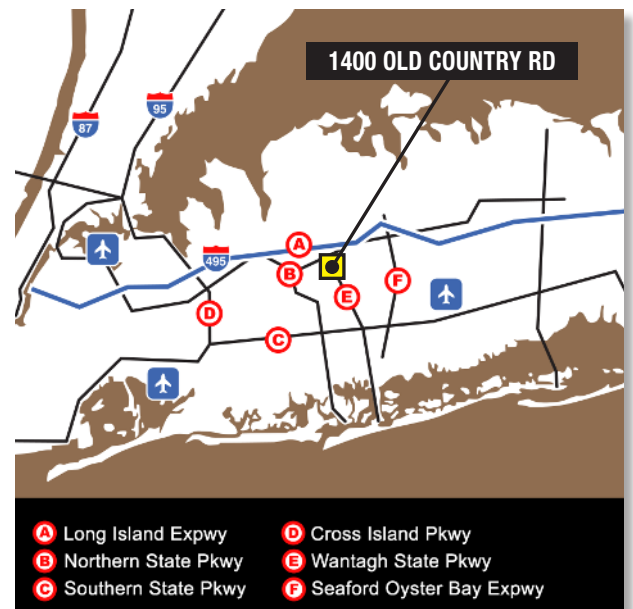 1400 OLD COUNTRY RD
95
87
A
495
B
F
E
D
C
A Long Island Expwy
B Northern State Pkwy
C Southern State Pkwy
D Cross Island Pkwy
E Wantagh State Pkwy
F Seaford Oyster Bay Expwy